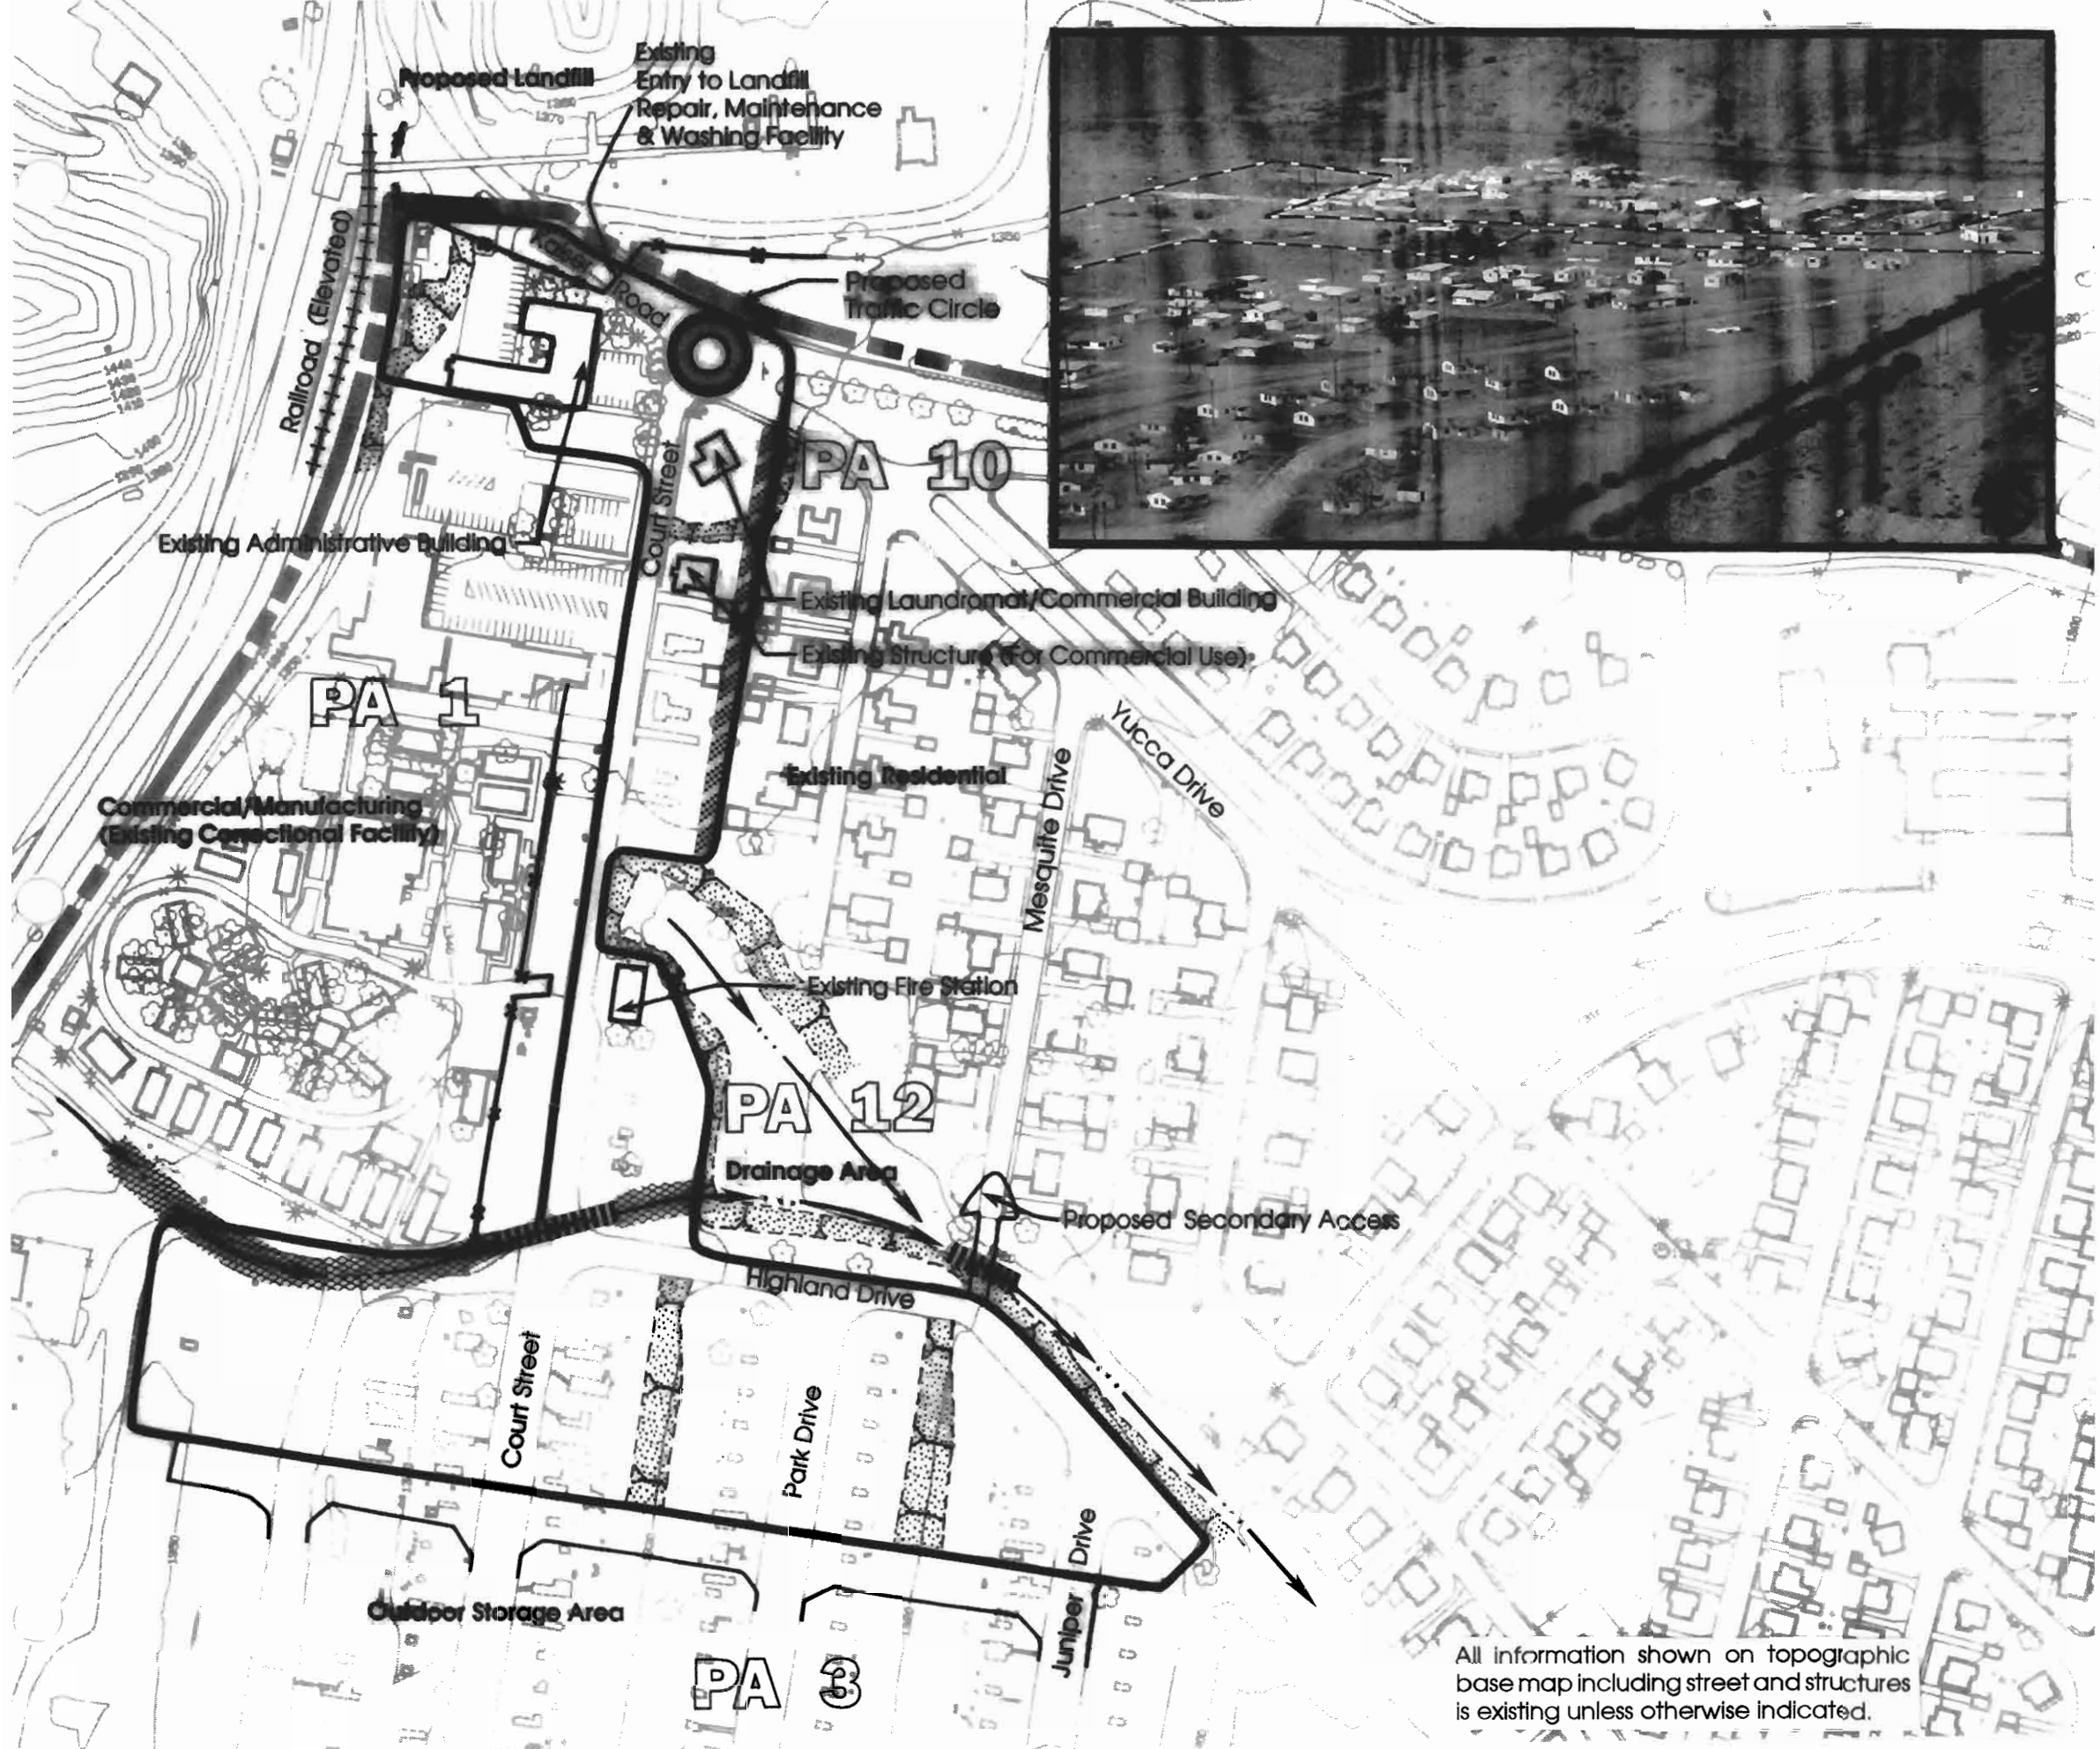 Proposed Landfill
Existing
Entry to Landfill
Repair, Maintenance
& Washing Facility
Railroad (Elevated)
Kaiser Road
Proposed
Traffic Circle
1370
1350
PA 10
Court Street
Existing Administrative Building
Existing Laundromat/Commercial Building
Existing Structure (For Commercial Use)
PA 1
Yucca Drive
Mesquite Drive
Existing Residential
Commercial/Manufacturing
(Existing Correctional Facility)
Existing Fire Station
PA 12
Drainage Area
Proposed Secondary Access
Highland Drive
Court Street
Park Drive
Juniper Drive
Outdoor Storage Area
PA 3
All information shown on topographic
base map including street and structures
is existing unless otherwise indicated.